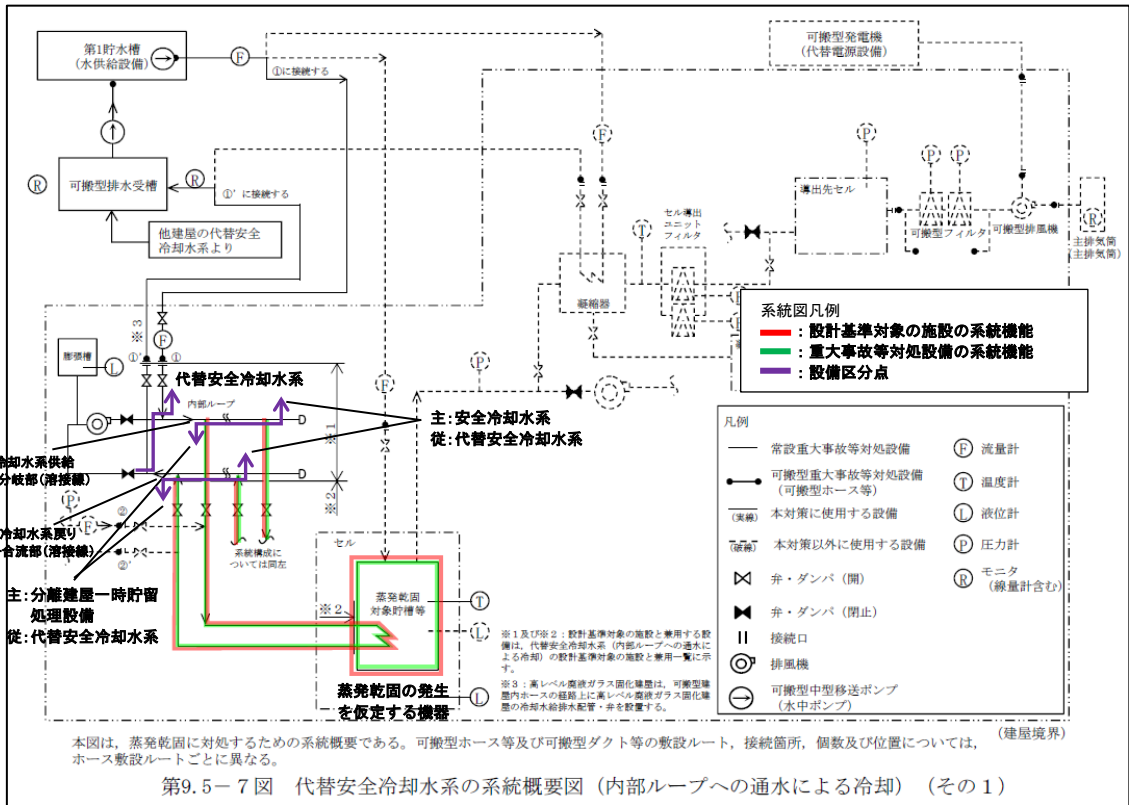 第1貯水槽
(水供給設備)
F
①に接続する
可搬型発電機
(代替電源設備)
R
可搬型排水受槽
R
①' に接続する
他建屋の代替安全
冷却水系より
F
P
導出先セル
P
P
可搬型フィルタ
可搬型排風機
R
主排気筒
(主排気筒)
セル導出
ユニット
フィルタ
T
凝縮器
系統図凡例
:設計基準対象の施設の系統機能
:重大事故等対処設備の系統機能
:設備区分点
※3
F
膨張槽
L
①'
①
代替安全冷却水系
内部ループ
P
F
主:安全冷却水系
従:代替安全冷却水系
※1
※2
冷却水系供給
分岐部(溶接線)
P
F
②
②'
冷却水系戻り
合流部(溶接線)
系統構成に
ついては同左
主:分離建屋一時貯留
処理設備
従:代替安全冷却水系
セル
※2
蒸発乾固
対象貯槽等
T
L
L
蒸発乾固の発生
を仮定する機器
※1及び※2:設計基準対象の施設と兼用する設
備は、代替安全冷却水系(内部ループへの通水に
よる冷却)の設計基準対象の施設と兼用一覧に示
す。
※3:高レベル廃液ガラス固化建屋は、可搬型建
屋内ホースの経路上に高レベル廃液ガラス固化建
屋の冷却水給排水配管・弁を設置する。
凡例
常設重大事故等対処設備
可搬型重大事故等対処設備
(可搬型ホース等)
(実線)
本対策に使用する設備
(破線)
本対策以外に使用する設備
弁・ダンパ(開)
弁・ダンパ(閉止)
接続口
排風機
可搬型中型移送ポンプ
(水中ポンプ)
F 流量計
T 温度計
L 液位計
P 圧力計
R モニタ
(線量計含む)
(建屋境界)
本図は,蒸発乾固に対処するための系統概要である。可搬型ホース等及び可搬型ダクト等の敷設ルート,接続箇所,個数及び位置については,
ホース敷設ルートごとに異なる。
第9.5-7図 代替安全冷却水系の系統概要図(内部ループへの通水による冷却)(その1)